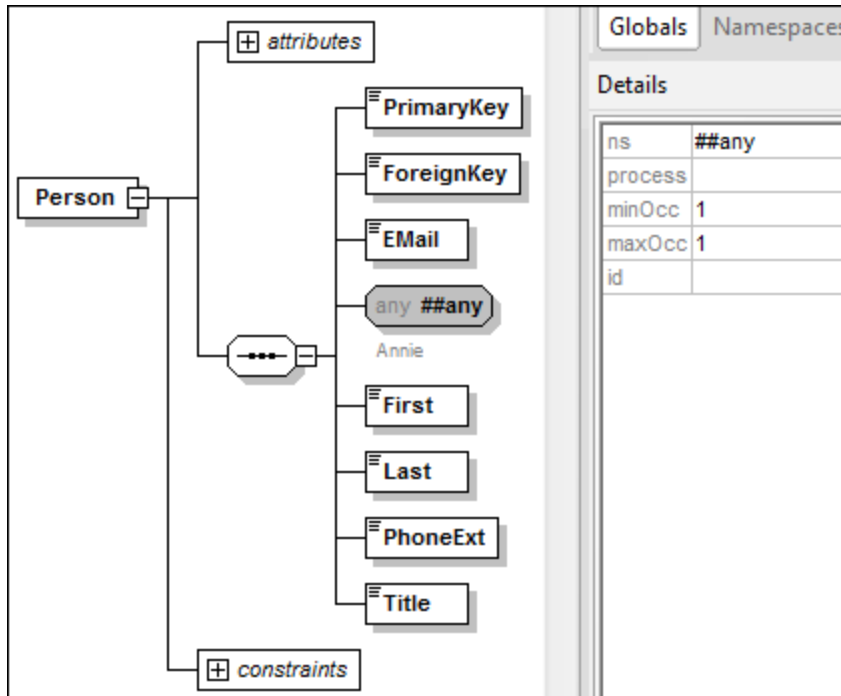 attributes
PrimaryKey
ForeignKey
Person
EMail
any ##any
Annie
First
Last
PhoneExt
Title
constraints
Globals Namespaces
Details
ns ##any
process
minOcc 1
maxOcc 1
id